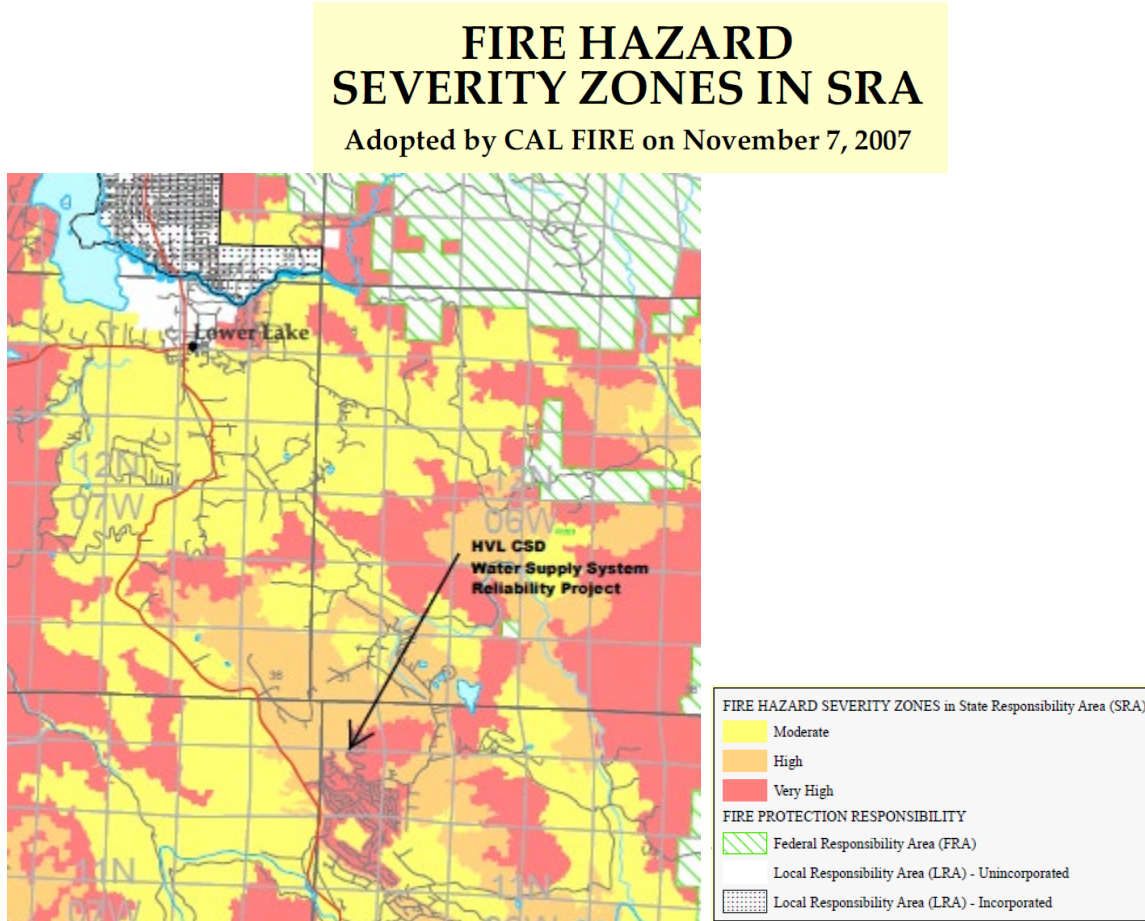 FIRE HAZARD
SEVERITY ZONES IN SRA
Adopted by CAL FIRE on November 7, 2007
Lower Lake
12N
07W
12N
06W
HVL CSD
Water Supply System
Reliability Project
36
31
11N
07W
11N
FIRE HAZARD SEVERITY ZONES in State Responsibility Area (SRA)
Moderate
High
Very High
FIRE PROTECTION RESPONSIBILITY
Federal Responsibility Area (FRA)
Local Responsibility Area (LRA) - Unincorporated
Local Responsibility Area (LRA) - Incorporated